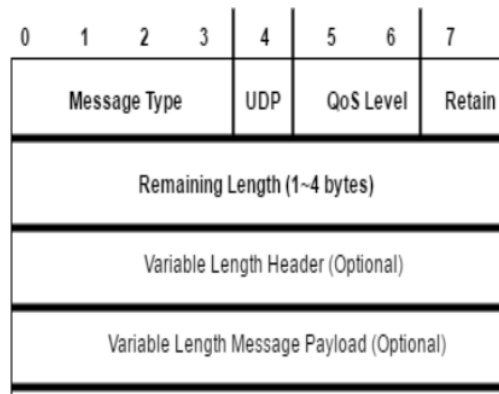 0 1 2 3 4 5 6 7
Message Type UDP QoS Level Retain
Remaining Length (1~4 bytes)
Variable Length Header (Optional)
Variable Length Message Payload (Optional)